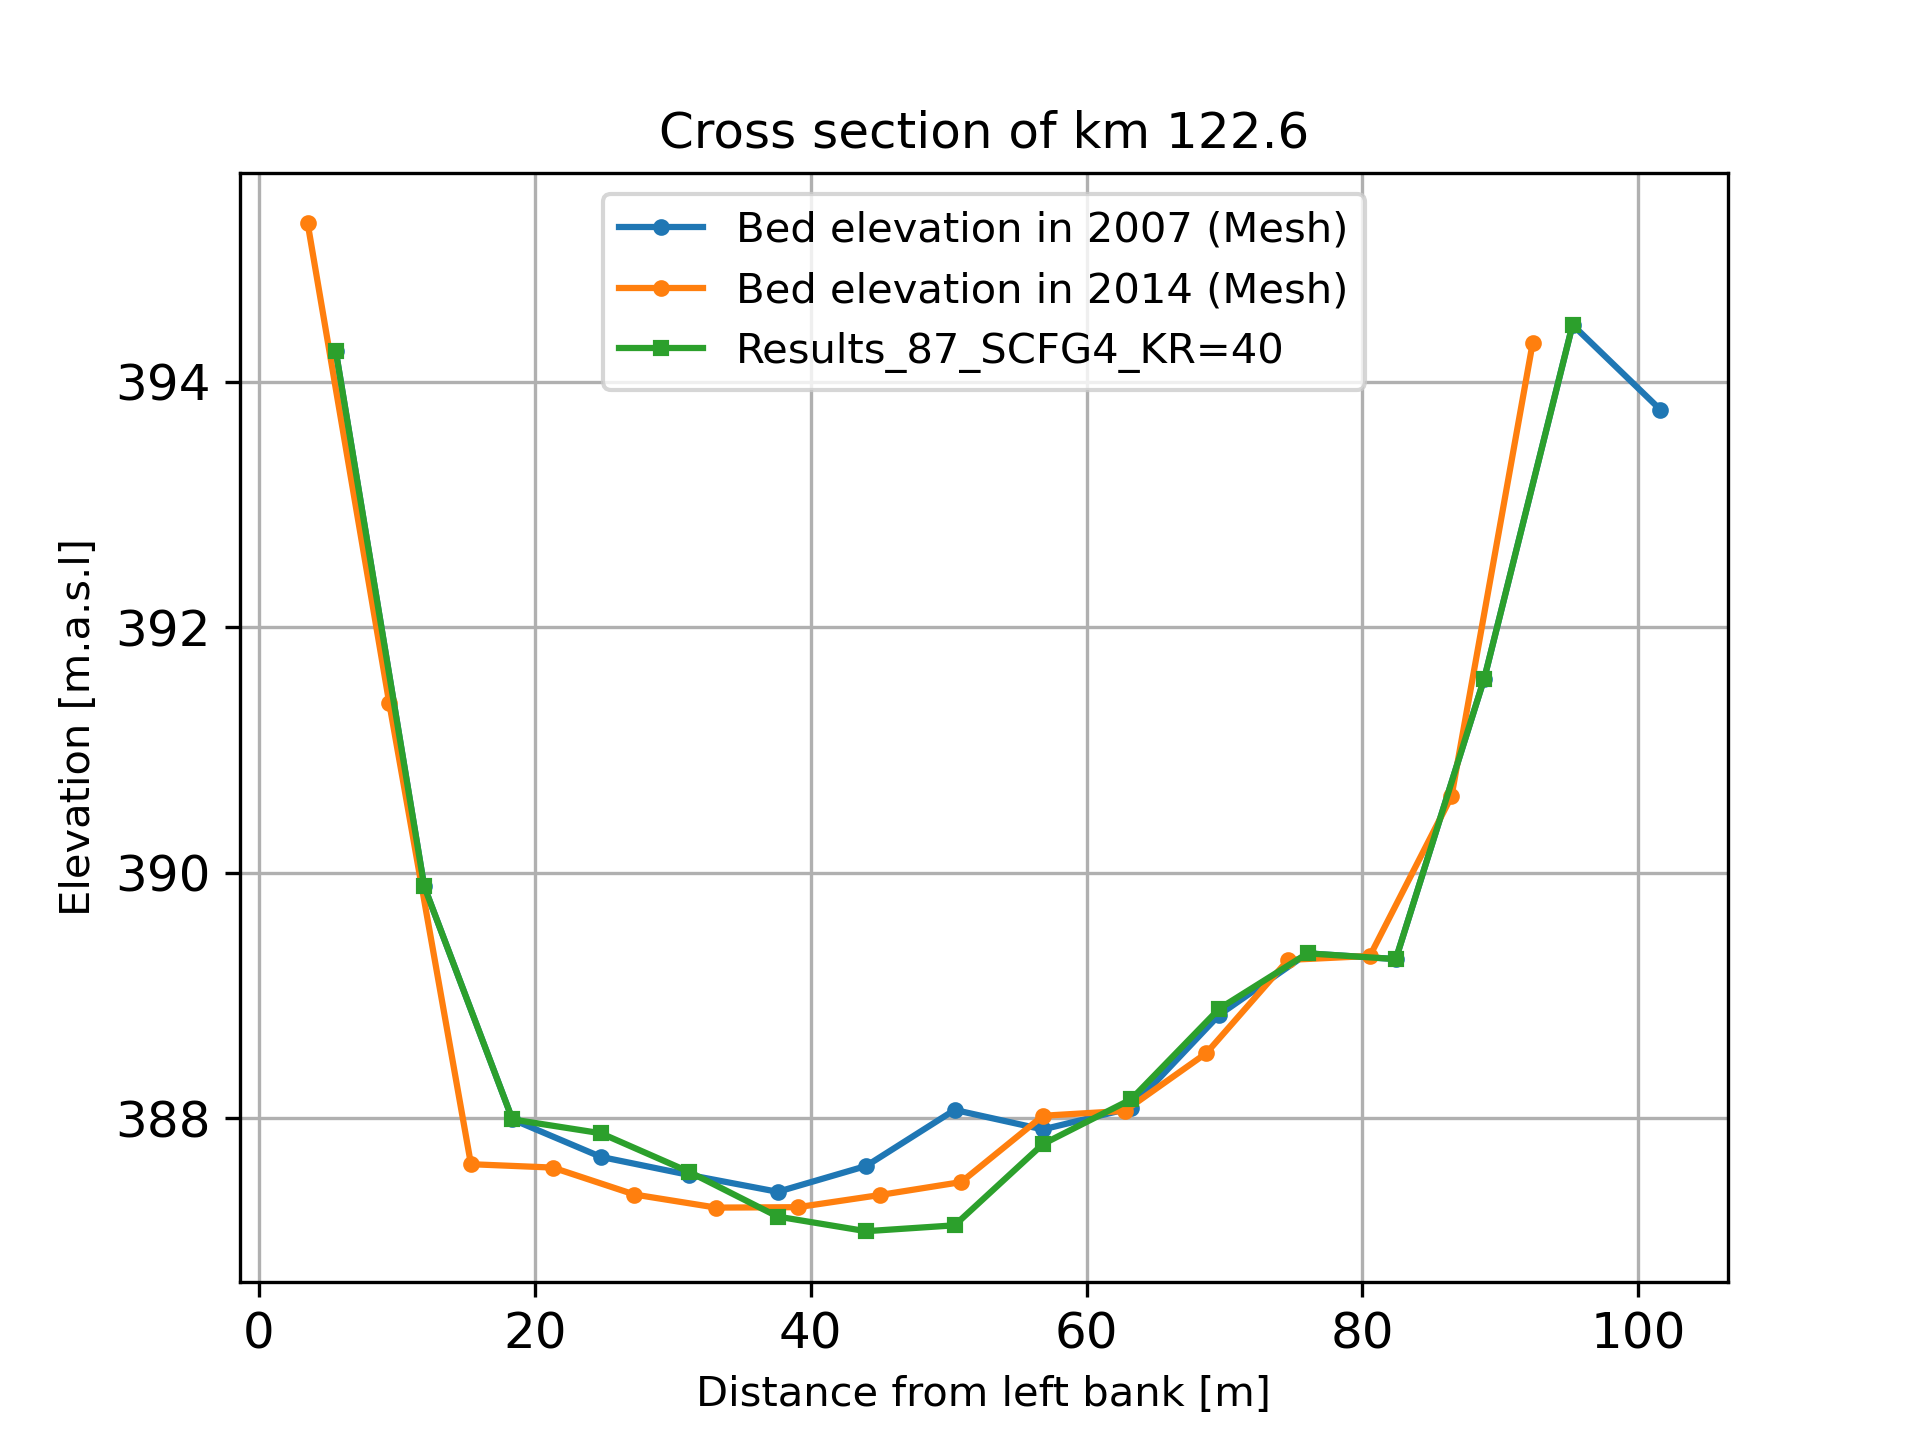 Cross section of km 122.6
Bed elevation in 2007 (Mesh)
Bed elevation in 2014 (Mesh)
Results_87_SCFG4_KR=40
394
392
390
388
Elevation [m.a.s.l]
0 20 40 60 80 100
Distance from left bank [m]